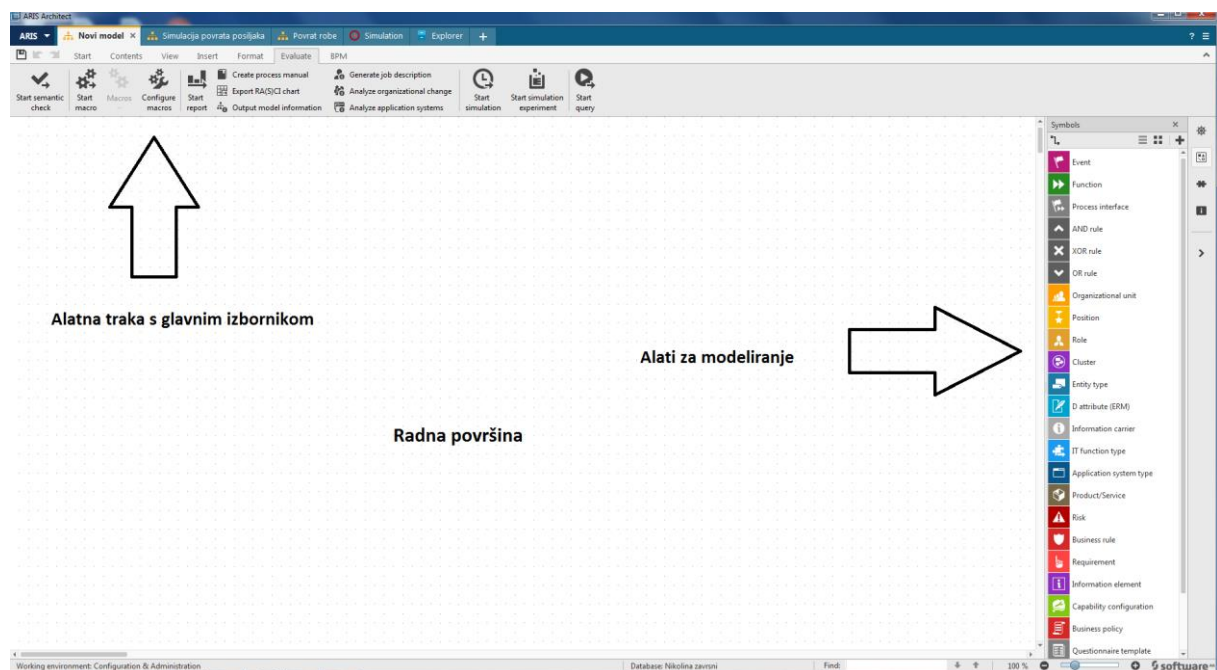 ARIS Architect
ARIS Novi model × Simulacija povrata posiljaka Povrat robe Simulation Explorer + ?
Start Contents View Insert Format Evaluate BPM
Start semantic check
Start macro
Macros
Configure macros
Start report
Create process manual
Export RA(S)CI chart
Output model information
Generate job description
Analyze organizational change
Analyze application systems
Start simulation
Start simulation experiment
Start query
Symbols ×
Event
Function
Process interface
AND rule
XOR rule
OR rule
Organizational unit
Alatna traka s glavnim izbornikom
Position
Role
Alati za modeliranje
Cluster
Entity type
D attribute (ERM)
Information carrier
Radna površina
IT function type
Application system type
Product/Service
Risk
Business rule
Requirement
Information element
Capability configuration
Business policy
Questionnaire template
Working environment: Configuration & Administration Database: Nikolina zavrsni Find: 100 % software